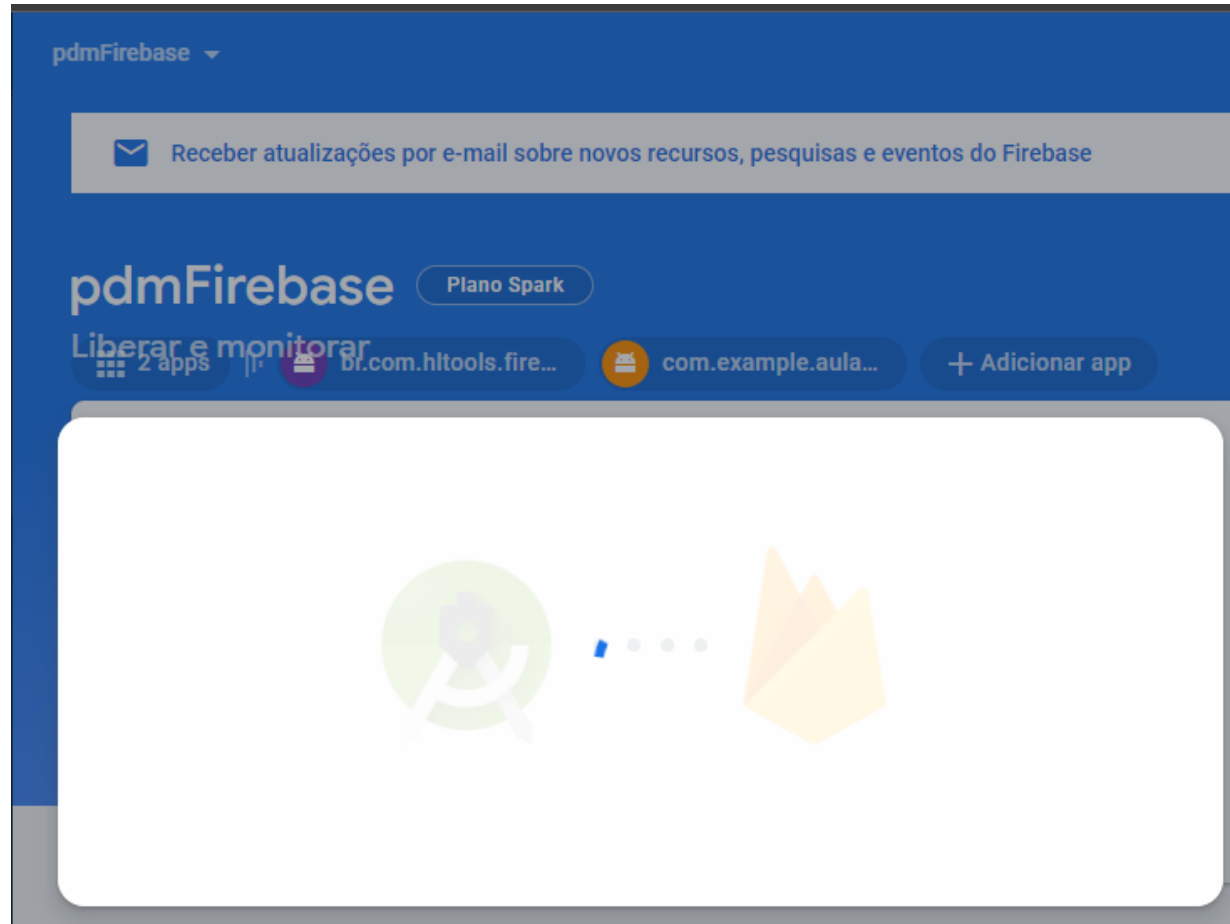 pdmFirebase
Receber atualizações por e-mail sobre novos recursos, pesquisas e eventos do Firebase
pdmFirebase Plano Spark
Liberar e monitorar
2 apps br.com.hltools.fire... com.example.aula... + Adicionar app